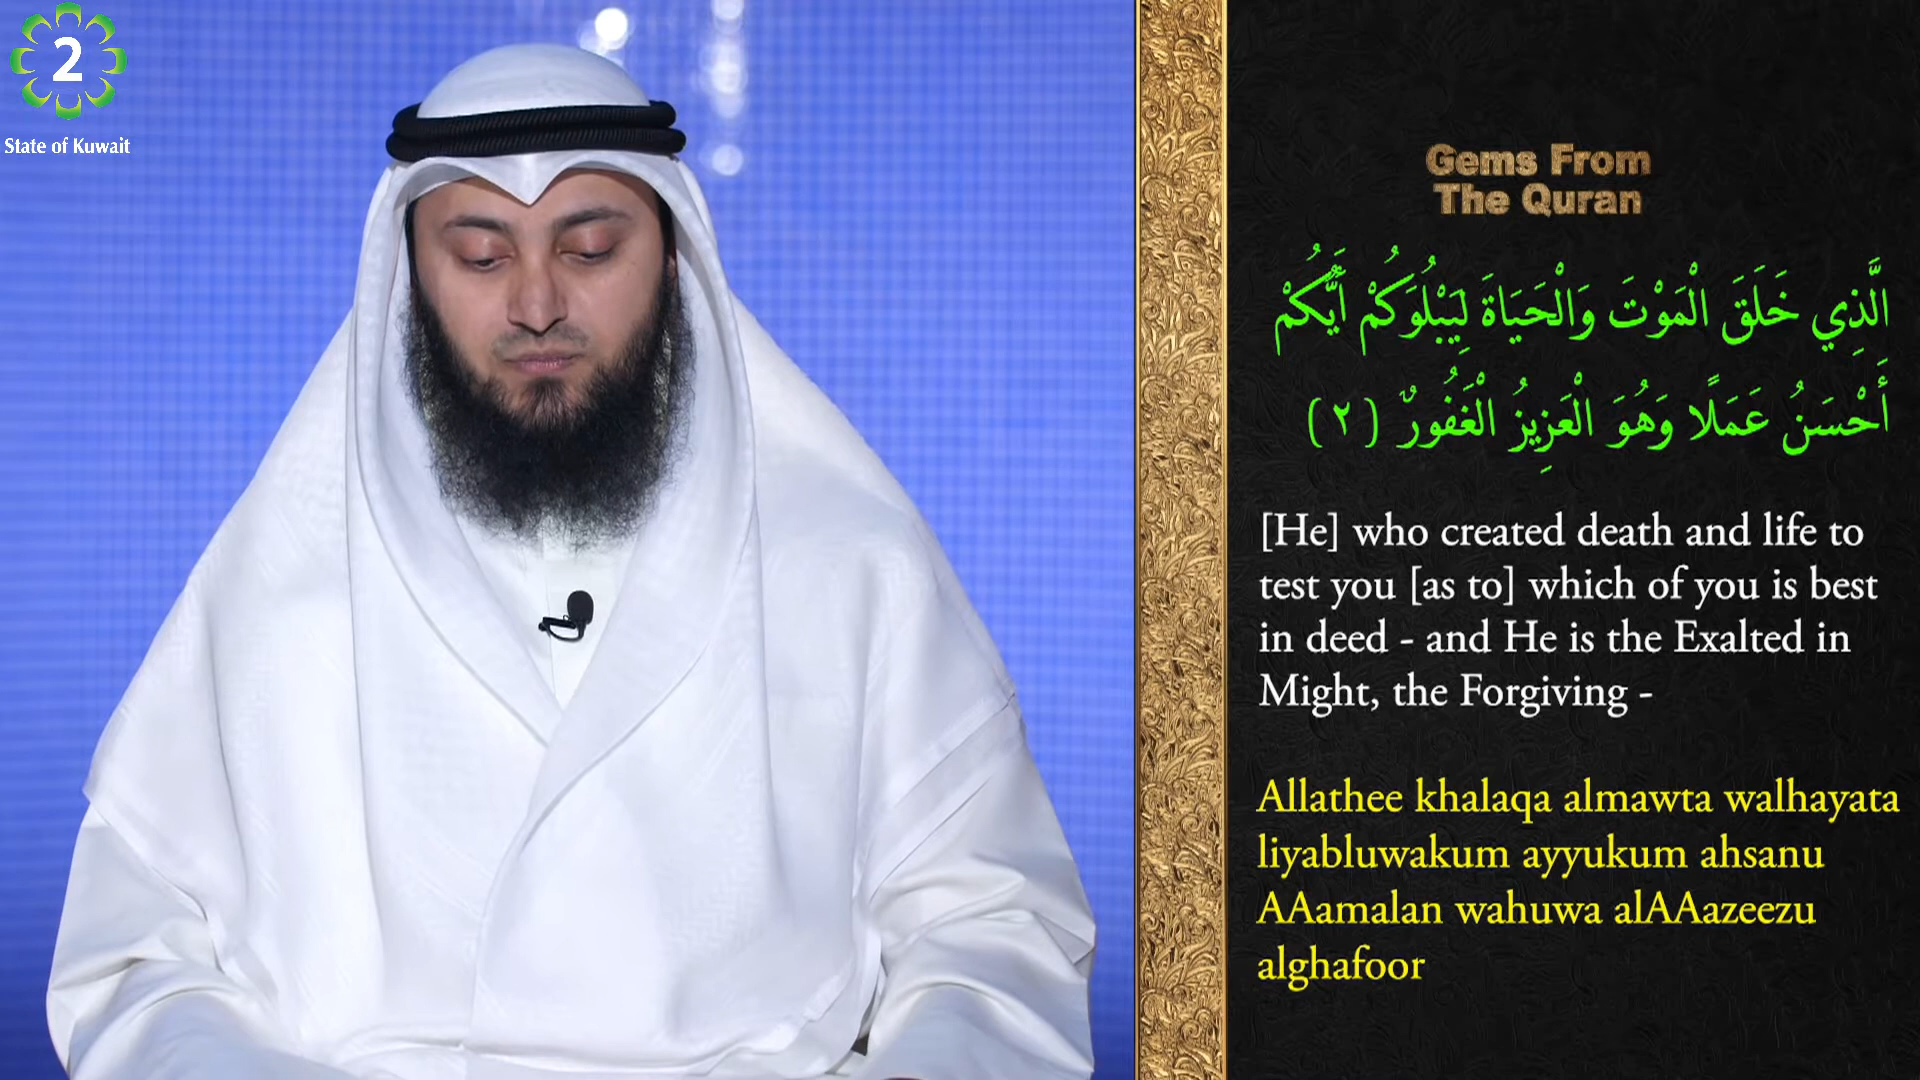 2
State of Kuwait
Gems From
The Quran
الَّذِي خَلَقَ الْمَوْتَ وَالْحَيَاةَ لِيَبْلُوَكُمْ أَيُّكُمْ
أَحْسَنُ عَمَلًا وَهُوَ الْعَزِيزُ الْغَفُورُ (٢)
[He] who created death and life to
test you [as to] which of you is best
in deed - and He is the Exalted in
Might, the Forgiving -
Allathee khalaqa almawta walhayata
liyabluwakum ayyukum ahsanu
AAamalan wahuwa alAAazeezu
alghafoor